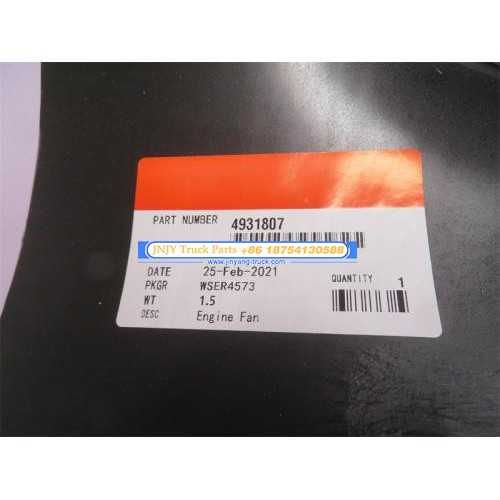 PART NUMBER 4931807
JNJY Truck Parts +86 18754130588
www.jinyang-truck.com
DATE 25-Feb-2021
PKGR WSER4573
QUANTITY 1
WT 1.5
DESC Engine Fan